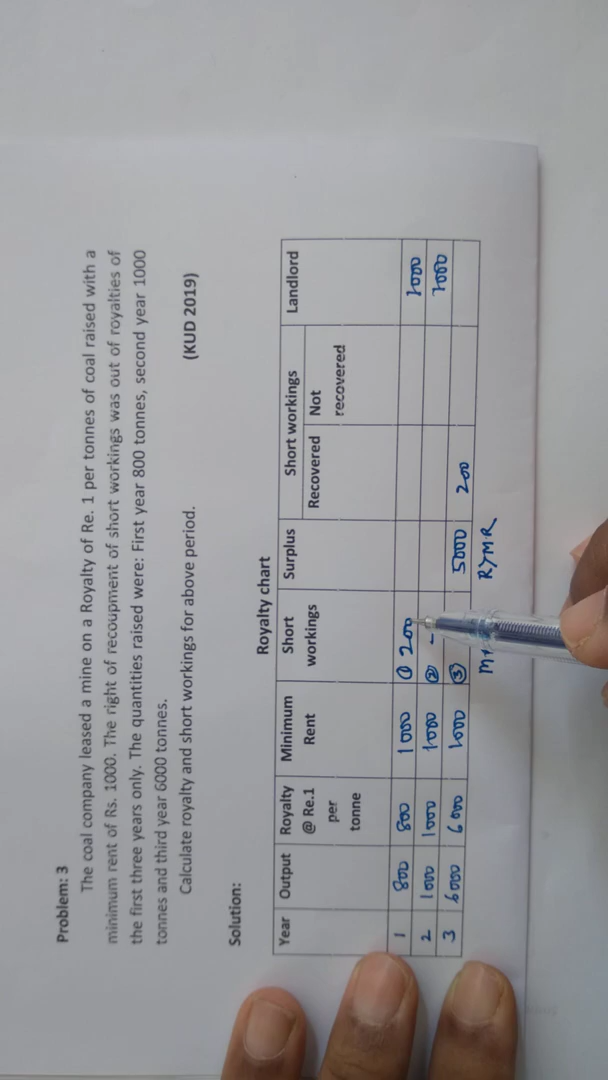 Problem: 3
The coal company leased a mine on a Royalty of Re. 1 per tonnes of coal raised with a
minimum rent of Rs. 1000. The right of recoupment of short workings was out of royalties of
the first three years only. The quantities raised were: First year 800 tonnes, second year 1000
tonnes and third year 6000 tonnes.
Calculate royalty and short workings for above period.
(KUD 2019)
Solution:
Royalty chart
Year Output Royalty @ Re.1 per tonne Minimum Rent Short workings Surplus Short workings Landlord
Recovered Not recovered
1 800 800 1000 ① 200 1000
2 1000 1000 1000 ② - 1000
3 6000 6000 1000 ③ 5000 200
R>MR